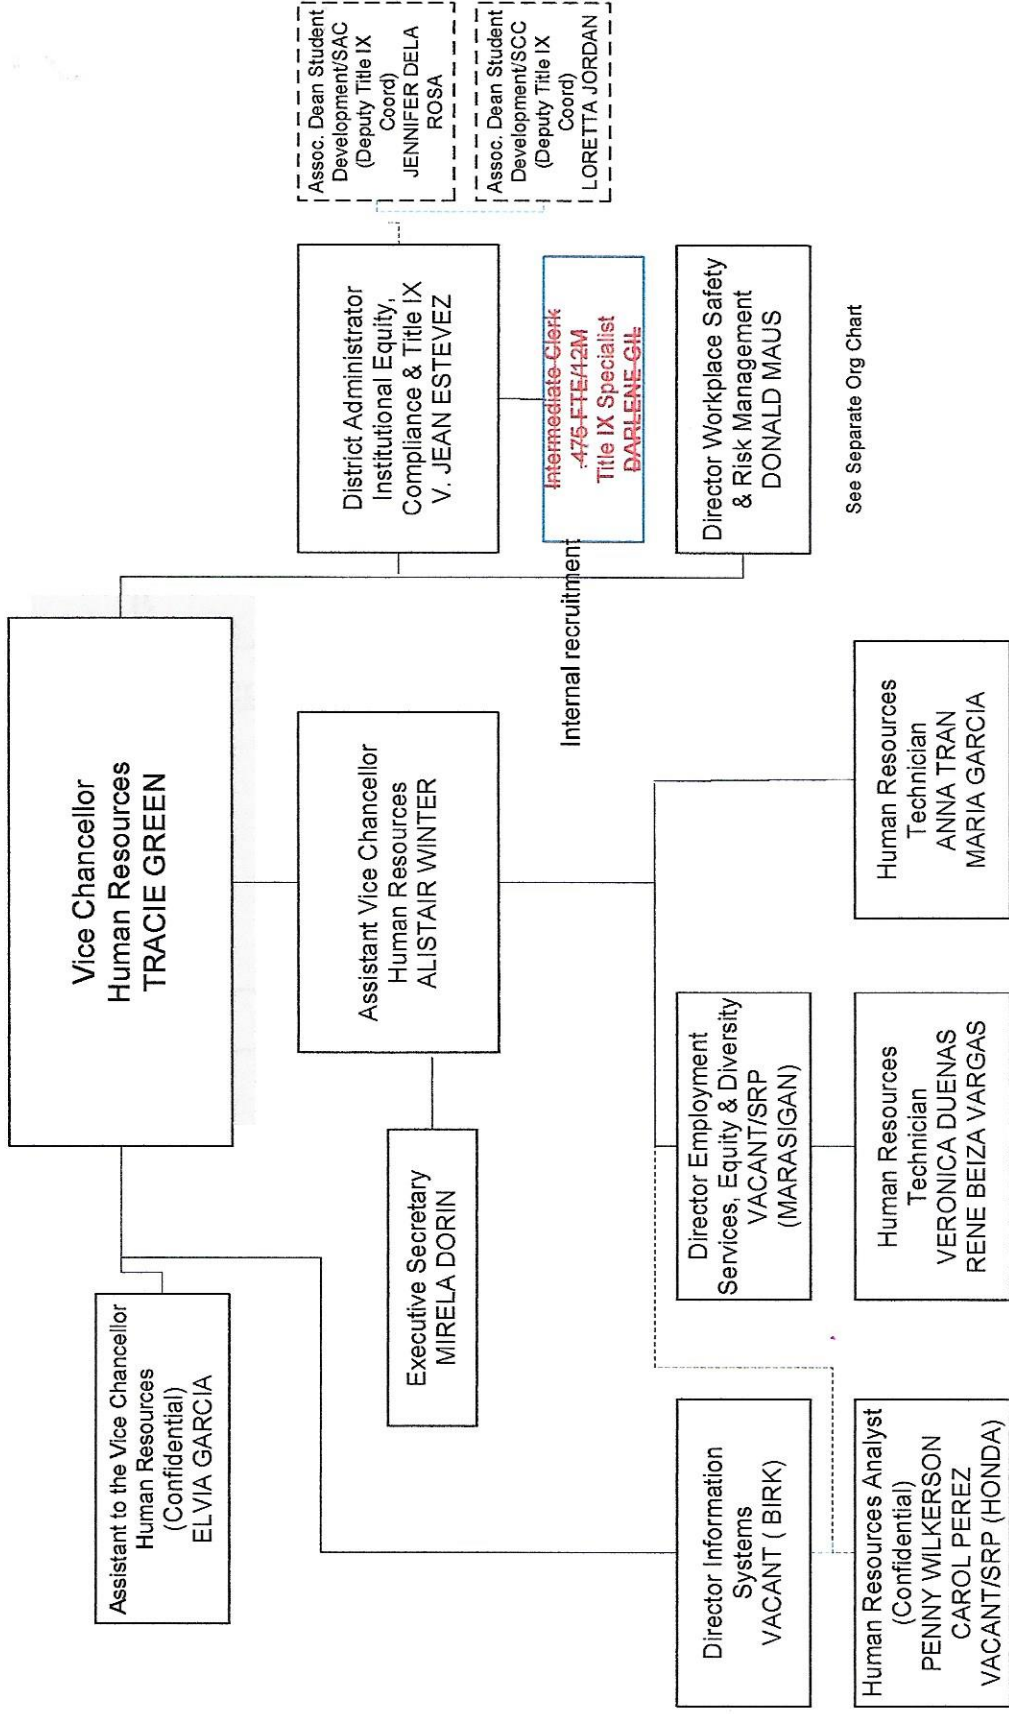 Vice Chancellor
Human Resources
TRACIE GREEN
Assistant to the Vice Chancellor
Human Resources
(Confidential)
ELVIA GARCIA
Assistant Vice Chancellor
Human Resources
ALISTAIR WINTER
Executive Secretary
MIRELA DORIN
District Administrator
Institutional Equity,
Compliance & Title IX
V. JEAN ESTEVEZ
Assoc. Dean Student
Development/SAC
(Deputy Title IX
Coord)
JENNIFER DELA
ROSA
Assoc. Dean Student
Development/SCC
(Deputy Title IX
Coord)
LORETTA JORDAN
Internal recruitment
Intermediate Clerk
.475 FTE/12M
Title IX Specialist
DARLENE GIL
Director Workplace Safety
& Risk Management
DONALD MAUS
See Separate Org Chart
Director Information
Systems
VACANT ( BIRK)
Director Employment
Services, Equity & Diversity
VACANT/SRP
(MARASIGAN)
Human Resources Analyst
(Confidential)
PENNY WILKERSON
CAROL PEREZ
VACANT/SRP (HONDA)
Human Resources
Technician
VERONICA DUENAS
RENE BEIZA VARGAS
Human Resources
Technician
ANNA TRAN
MARIA GARCIA